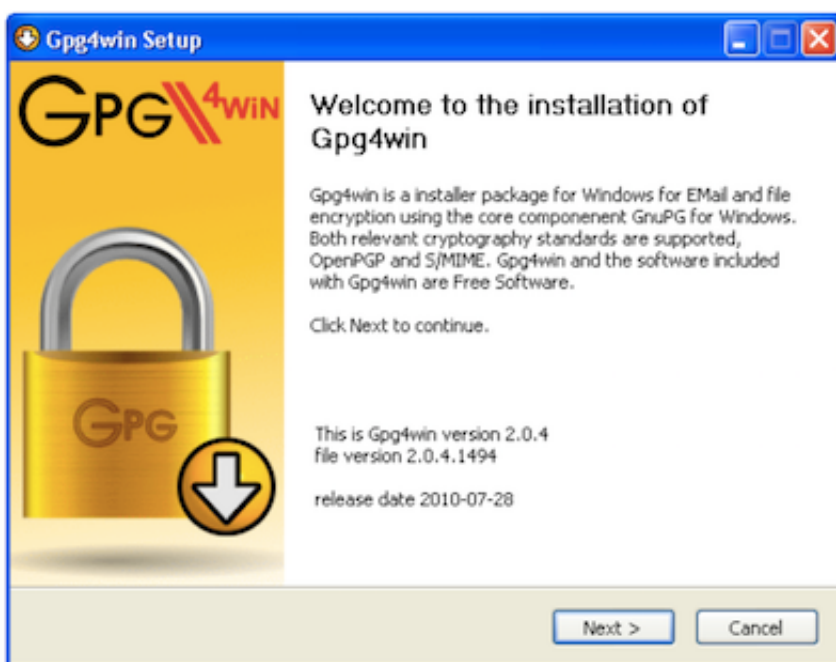 Gpg4win Setup
GPG4WIN
Welcome to the installation of
Gpg4win
Gpg4win is a installer package for Windows for EMail and file
encryption using the core componenent GnuPG for Windows.
Both relevant cryptography standards are supported,
OpenPGP and S/MIME. Gpg4win and the software included
with Gpg4win are Free Software.
Click Next to continue.
GPG
This is Gpg4win version 2.0.4
file version 2.0.4.1494
release date 2010-07-28
Next >
Cancel